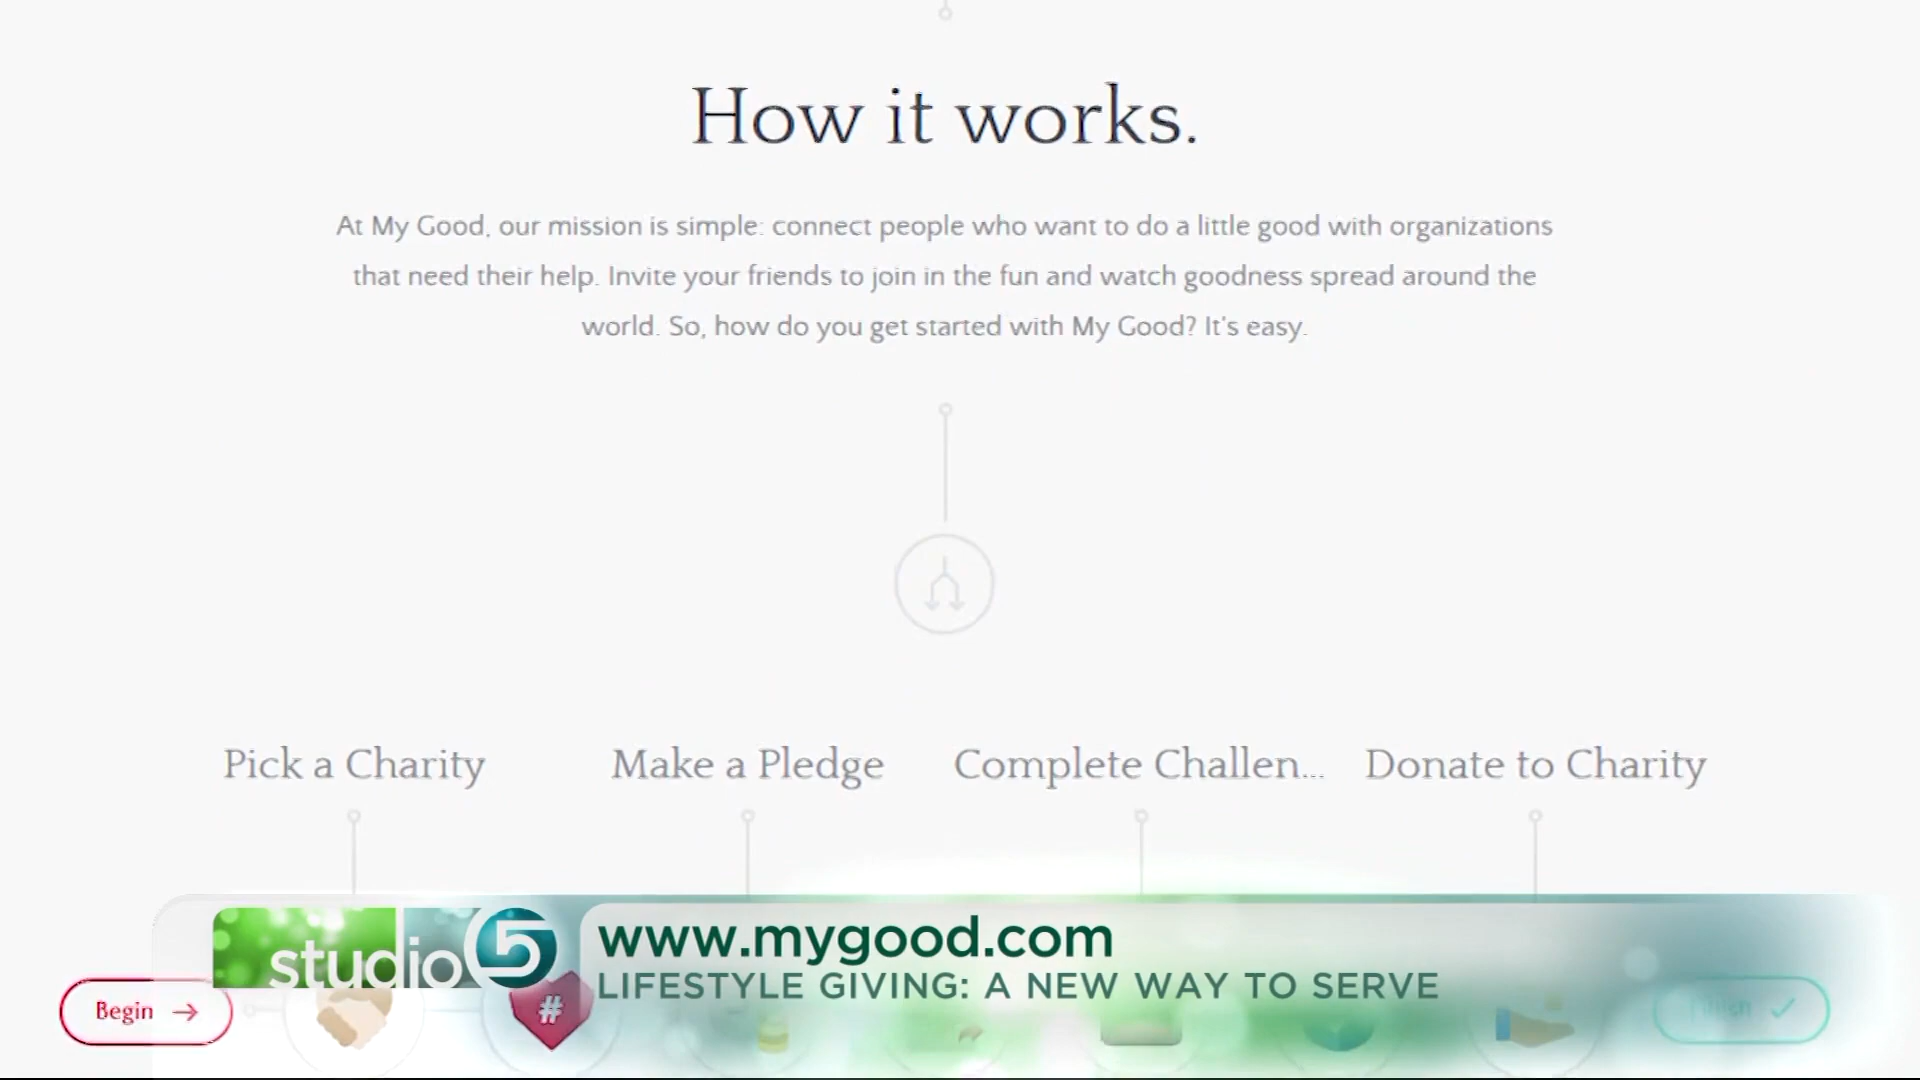 How it works.
At My Good, our mission is simple: connect people who want to do a little good with organizations
that need their help. Invite your friends to join in the fun and watch goodness spread around the
world. So, how do you get started with My Good? It's easy.
Pick a Charity
Make a Pledge
Complete Challen...
Donate to Charity
studio 5
www.mygood.com
LIFESTYLE GIVING: A NEW WAY TO SERVE
Begin →
#